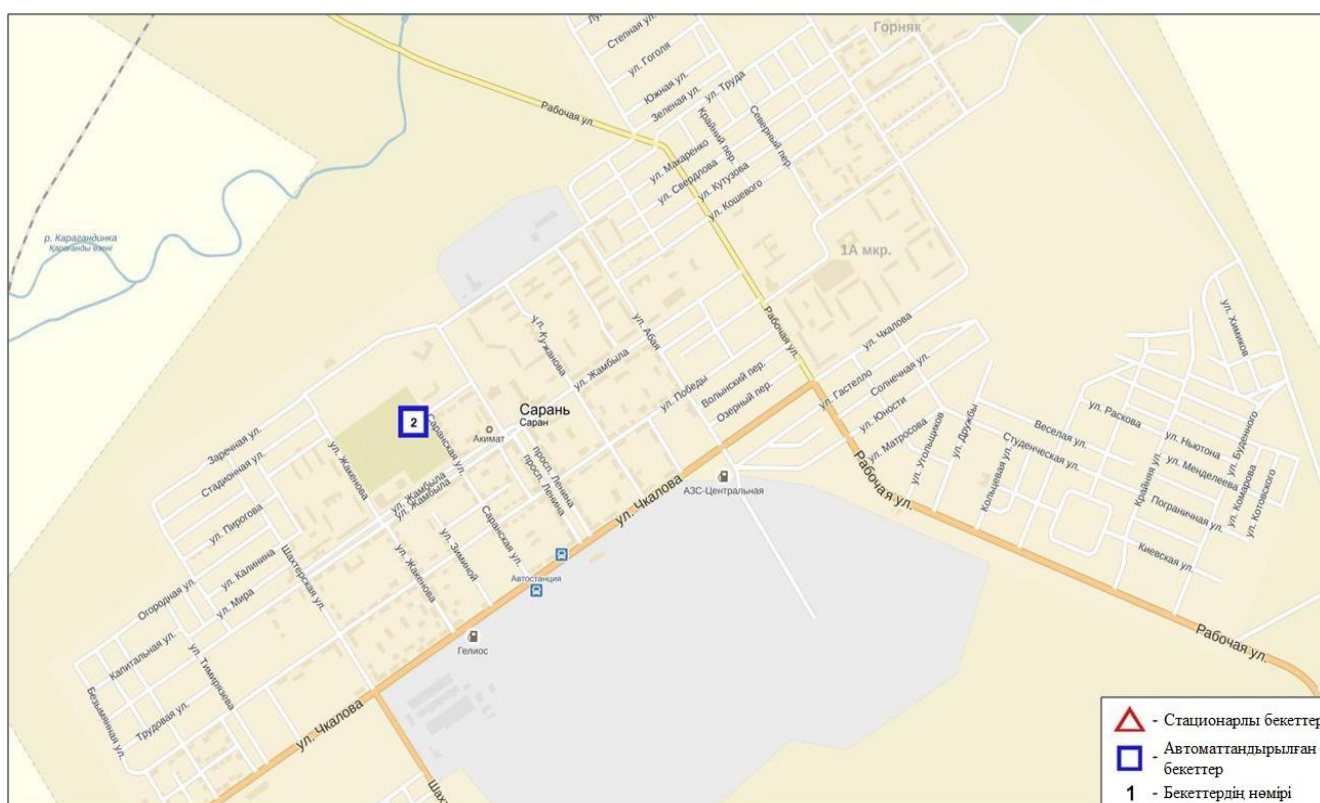 Лу
Степная ул.
ул. Гоголя
Южная ул.
Зеленая ул.
ул. Труда
Горняк
Рабочая ул.
Крайний пер.
Северный пер.
ул. Макаренко
ул. Свердлова
ул. Кутузова
ул. Кошевого
р. Карагандинка
Қарағанды өзені
1А мкр.
ул. Химиков
ул. Кужанова
ул. Абая
ул. Жамбыла
Рабочая ул.
ул. Чкалова
ул. Победы
Волынский пер.
Озерный пер.
ул. Гастелло
Солнечная ул.
ул. Юности
ул. Матросова
ул. Угольщиков
ул. Дружбы
Сарань
Саран
Акимат
2
Саранская ул.
Заречная ул.
Стадионная ул.
ул. Жакенова
ул. Жамбыла
ул. Жамбыла
просп. Ленина
просп. Ленина
АЗС-Центральная
ул. Чкалова
Рабочая ул.
Веселая ул.
Студенческая ул.
Кольцевая ул.
ул. Раскова
ул. Ньютона
ул. Менделеева
ул. Буденного
Крайняя ул.
Пограничная ул.
ул. Комарова
ул. Котовского
Киевская ул.
ул. Пирогова
ул. Калинина
ул. Мира
Огородная ул.
Шахтерская ул.
ул. Жакенова
ул. Зиминой
Саранская ул.
Автостанция
Гелиос
Капитальная ул.
ул. Тимирязева
Безымянная ул.
Трудовая ул.
ул. Чкалова
Шах
Рабочая ул.
- Стационарлы бекеттер
- Автоматтандырылған
бекеттер
1 - Бекеттердің нөмірі